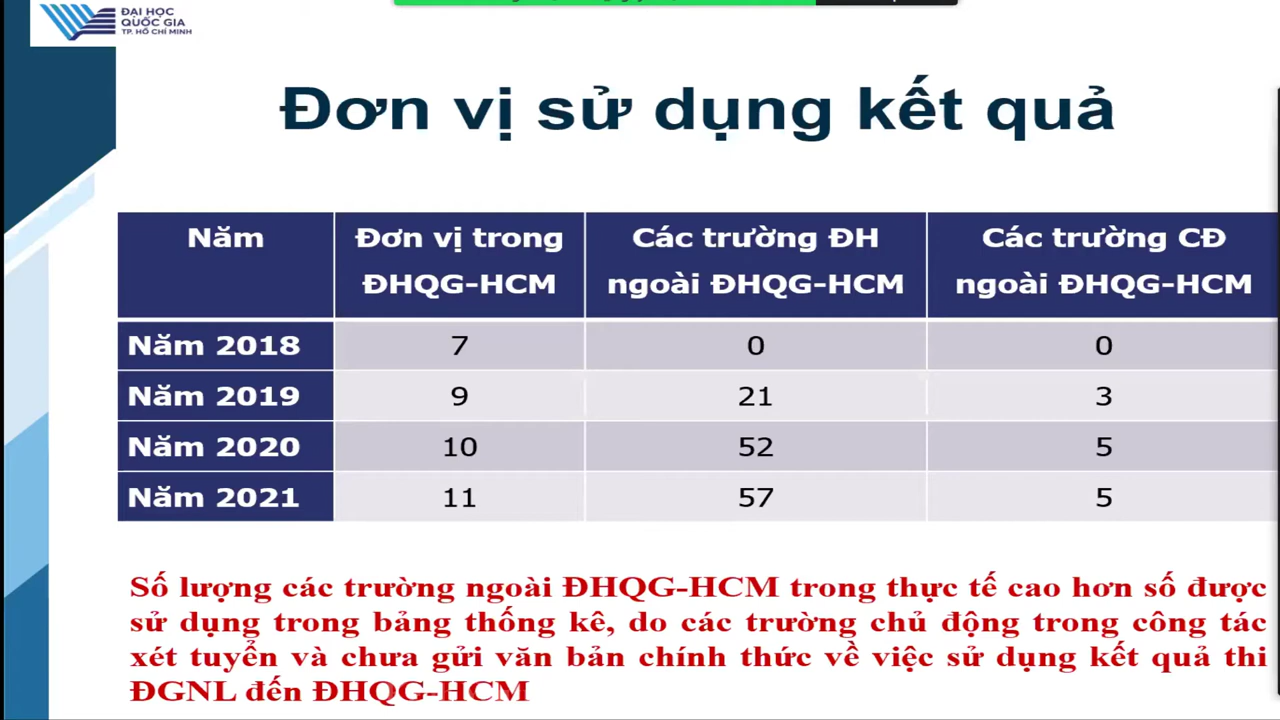 ĐẠI HỌC
QUỐC GIA
TP. HỒ CHÍ MINH
Đơn vị sử dụng kết quả
Năm Đơn vị trong ĐHQG-HCM Các trường ĐH ngoài ĐHQG-HCM Các trường CĐ ngoài ĐHQG-HCM
Năm 2018 7 0 0
Năm 2019 9 21 3
Năm 2020 10 52 5
Năm 2021 11 57 5
Số lượng các trường ngoài ĐHQG-HCM trong thực tế cao hơn số được
sử dụng trong bảng thống kê, do các trường chủ động trong công tác
xét tuyển và chưa gửi văn bản chính thức về việc sử dụng kết quả thi
ĐGNL đến ĐHQG-HCM